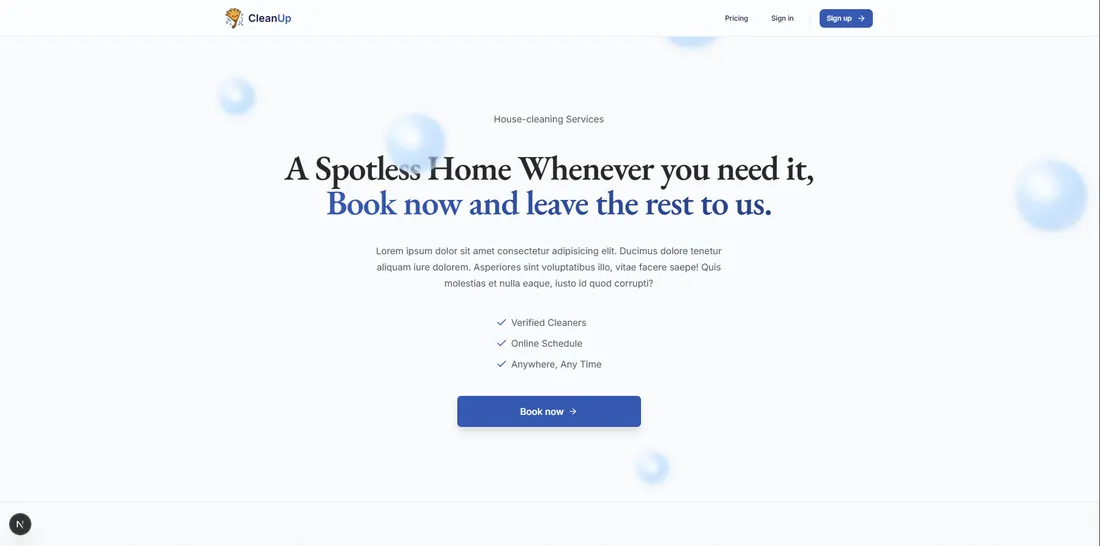 CleanUp
Pricing
Sign in
Sign up
House-cleaning Services
A Spotless Home Whenever you need it,
Book now and leave the rest to us.
Lorem ipsum dolor sit amet consectetur adipisicing elit. Ducimus dolore tenetur
aliquam iure dolorem. Asperiores sint voluptatibus illo, vitae facere saepe! Quis
molestias et nulla eaque, iusto id quod corrupti?
Verified Cleaners
Online Schedule
Anywhere, Any Time
Book now
N